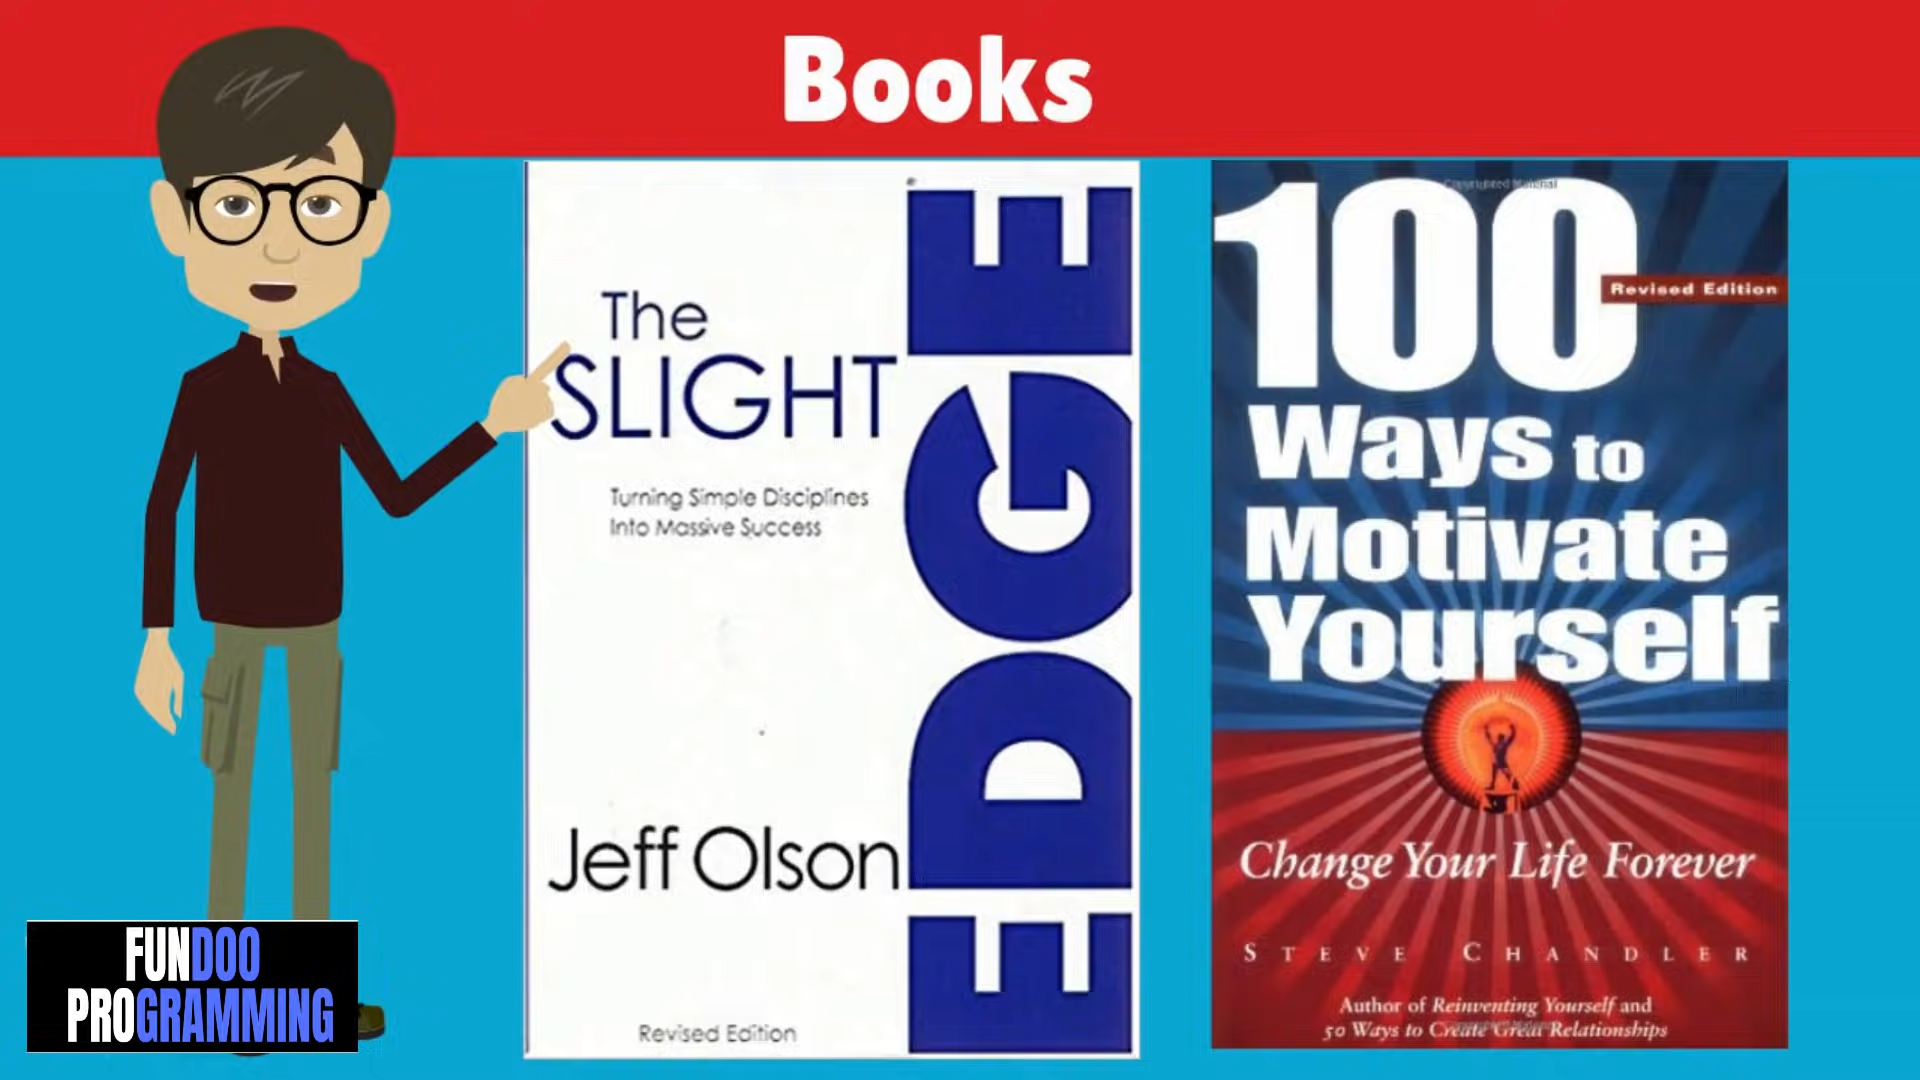 Books
The
SLIGHT
EDGE
Turning Simple Disciplines
Into Massive Success
Jeff Olson
Revised Edition
Copyrighted Material
100
Revised Edition
Ways to
Motivate
Yourself
Change Your Life Forever
STEVE CHANDLER
Author of Reinventing Yourself and
50 Ways to Create Great Relationships
FUNDOO
PROGRAMMING